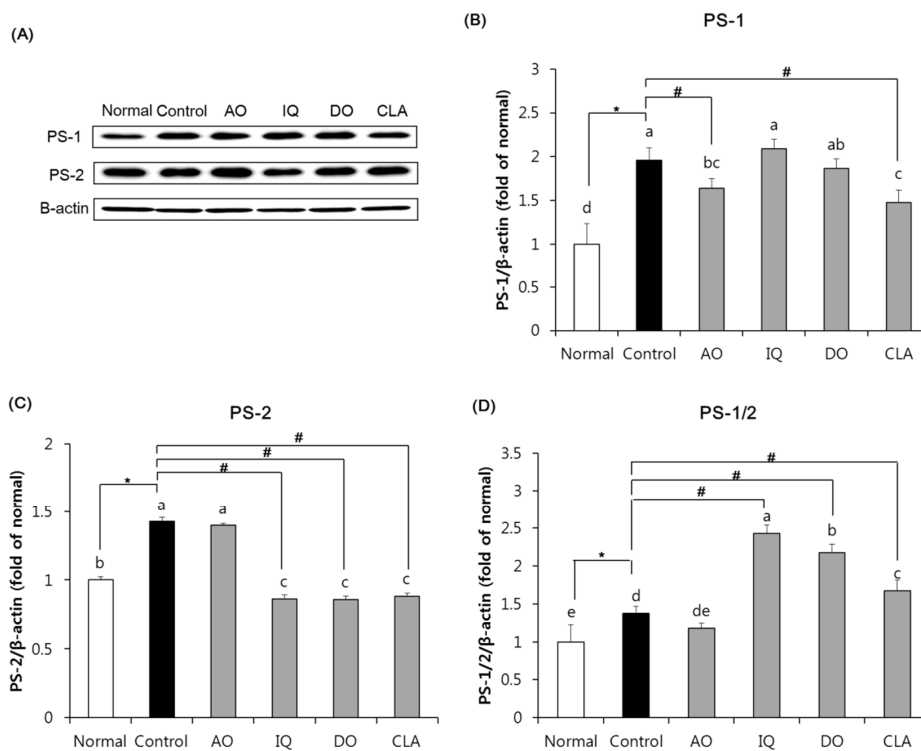 (A)
Normal Control AO IQ DO CLA
PS-1
PS-2
B-actin
(B)
PS-1
PS-1/β-actin (fold of normal)
3
2.5
2
1.5
1
0.5
0
#
#
*
d
a
bc
a
ab
c
Normal Control AO IQ DO CLA
(C)
PS-2
PS-2/β-actin (fold of normal)
2
1.5
1
0.5
0
#
#
#
*
b
a
a
c
c
c
Normal Control AO IQ DO CLA
(D)
PS-1/2
PS-1/2/β-actin (fold of normal)
3.5
3
2.5
2
1.5
1
0.5
0
#
#
#
*
e
d
de
a
b
c
Normal Control AO IQ DO CLA